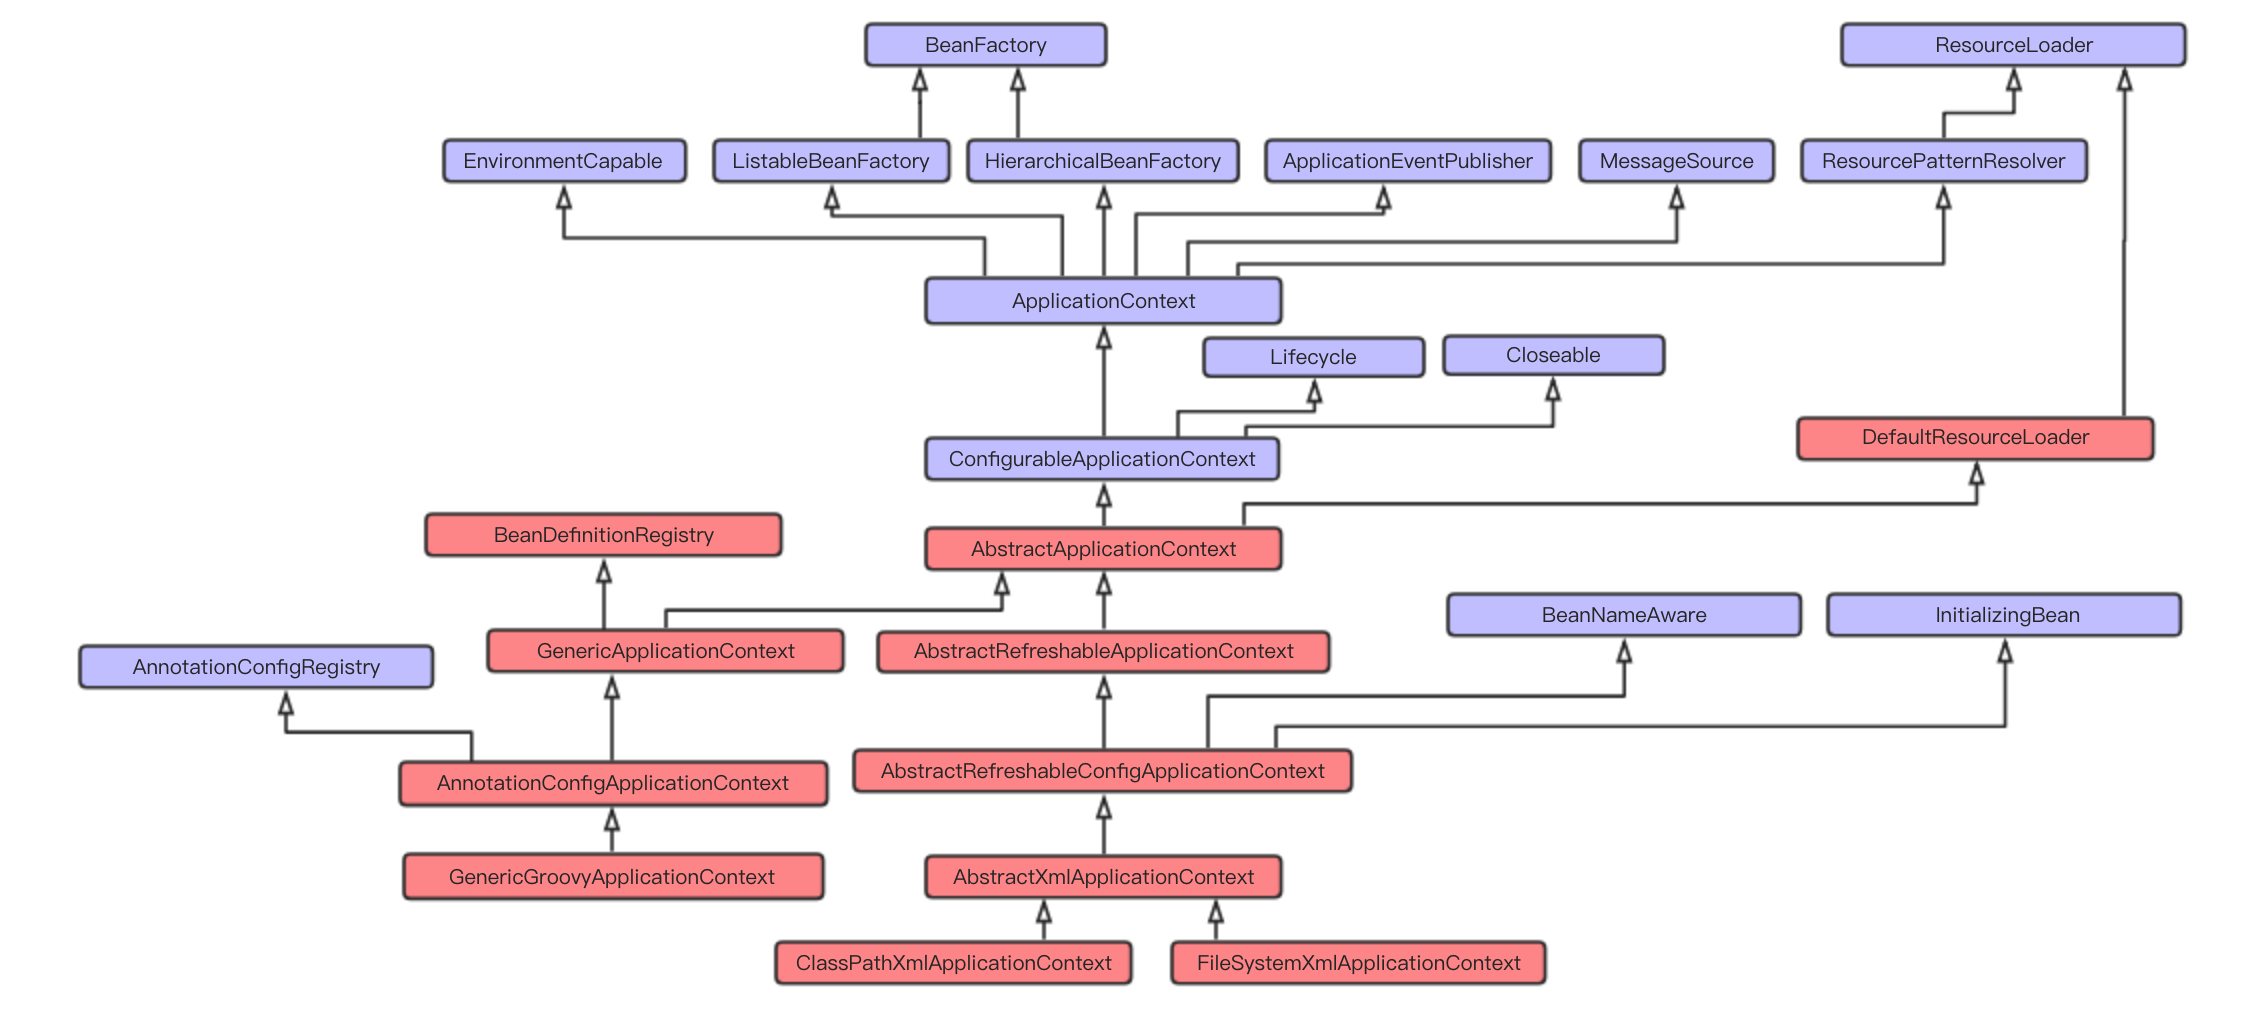 BeanFactory
ResourceLoader
EnvironmentCapable
ListableBeanFactory
HierarchicalBeanFactory
ApplicationEventPublisher
MessageSource
ResourcePatternResolver
ApplicationContext
Lifecycle
Closeable
ConfigurableApplicationContext
DefaultResourceLoader
BeanDefinitionRegistry
AbstractApplicationContext
BeanNameAware
InitializingBean
AnnotationConfigRegistry
GenericApplicationContext
AbstractRefreshableApplicationContext
AnnotationConfigApplicationContext
AbstractRefreshableConfigApplicationContext
GenericGroovyApplicationContext
AbstractXmlApplicationContext
ClassPathXmlApplicationContext
FileSystemXmlApplicationContext